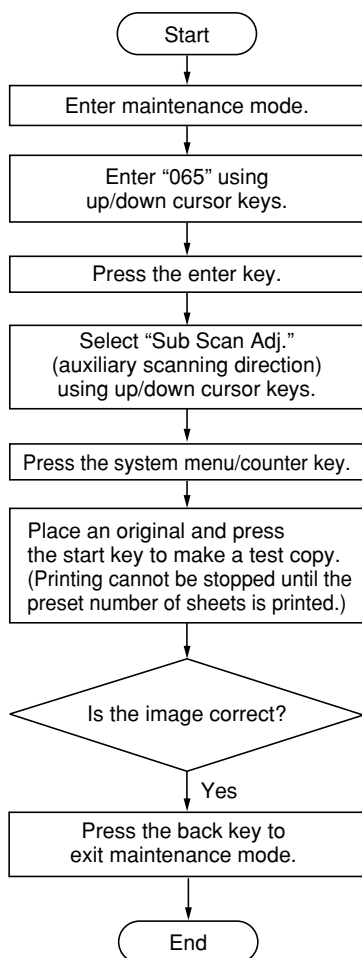 Start
Enter maintenance mode.
Enter “065” using
up/down cursor keys.
Press the enter key.
Select “Sub Scan Adj.”
(auxiliary scanning direction)
using up/down cursor keys.
Press the system menu/counter key.
Place an original and press
the start key to make a test copy.
(Printing cannot be stopped until the
preset number of sheets is printed.)
Is the image correct?
Yes
Press the back key to
exit maintenance mode.
End